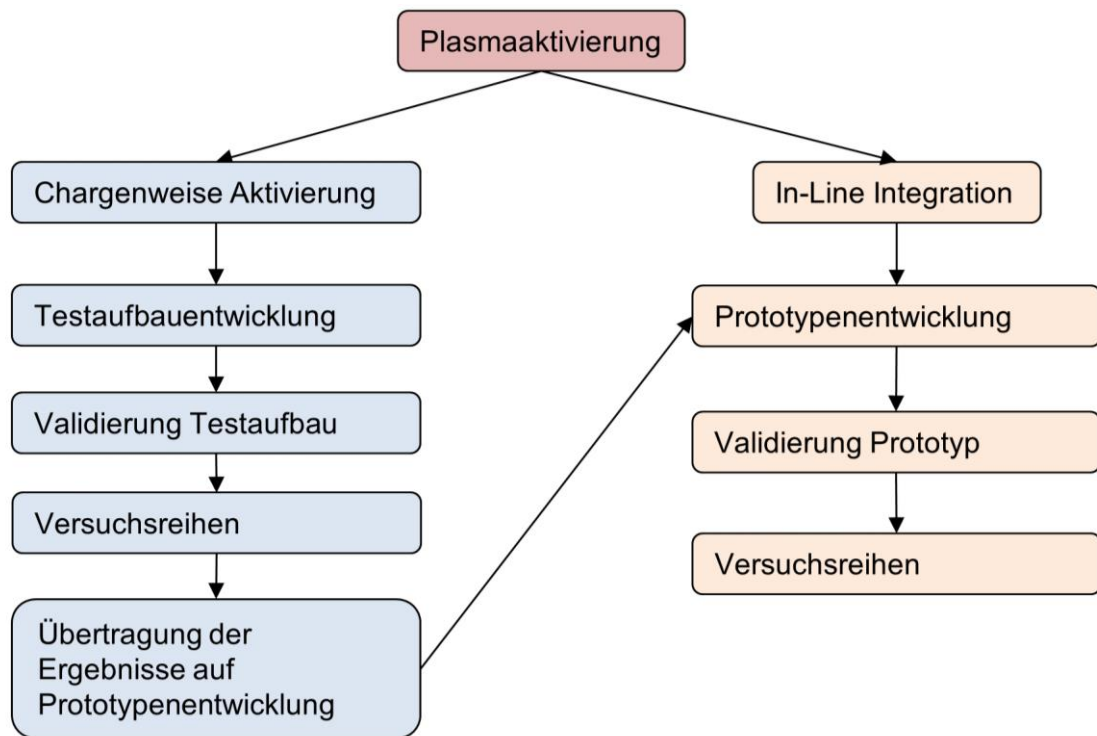 Plasmaaktivierung
Chargenweise Aktivierung
Testaufbauentwicklung
Validierung Testaufbau
Versuchsreihen
Übertragung der
Ergebnisse auf
Prototypenentwicklung
In-Line Integration
Prototypenentwicklung
Validierung Prototyp
Versuchsreihen